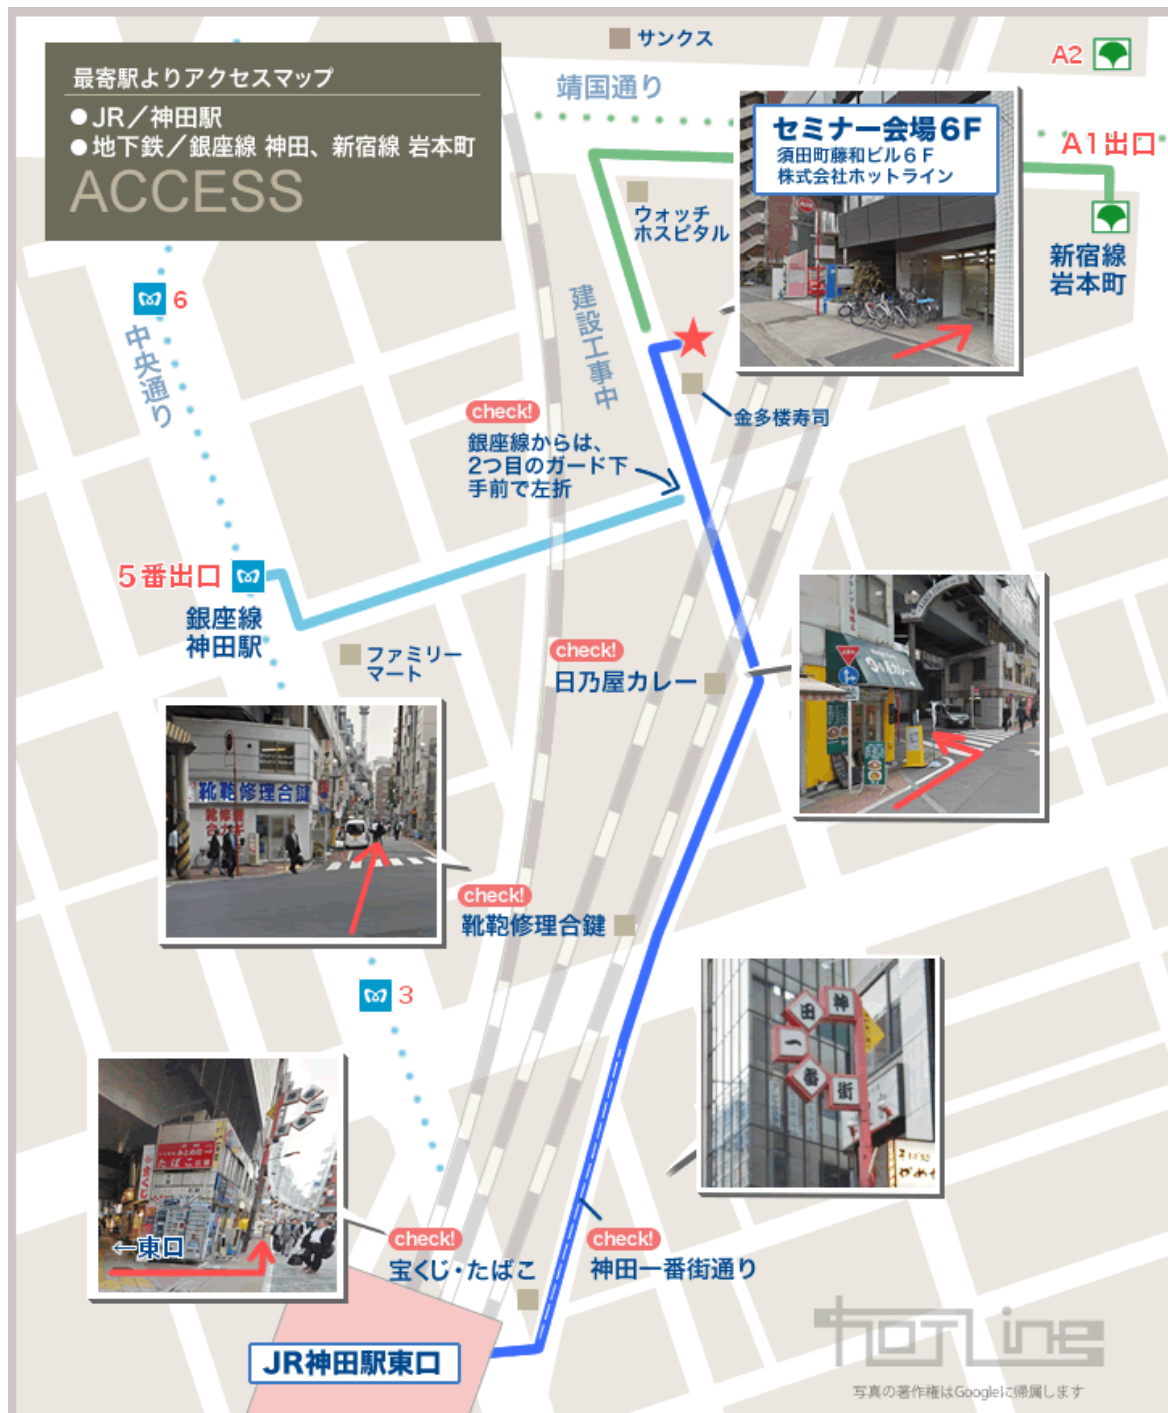 最寄駅よりアクセスマップ
●JR／神田駅
●地下鉄／銀座線 神田、新宿線 岩本町
ACCESS
サンクス
靖国通り
A2
A1出口
セミナー会場6F
須田町藤和ビル6F
株式会社ホットライン
ウォッチ
ホスピタル
新宿線
岩本町
6
中央通り
建設工事中
check!
銀座線からは、
2つ目のガード下
手前で左折
金多楼寿司
5番出口
銀座線
神田駅
ファミリー
マート
check!
日乃屋カレー
靴鞄修理合鍵
check!
靴鞄修理合鍵
3
神田一番街
たばこ
←東口
check!
宝くじ・たばこ
check!
神田一番街通り
JR神田駅東口
HOTLINE
写真の著作権はGoogleに帰属します